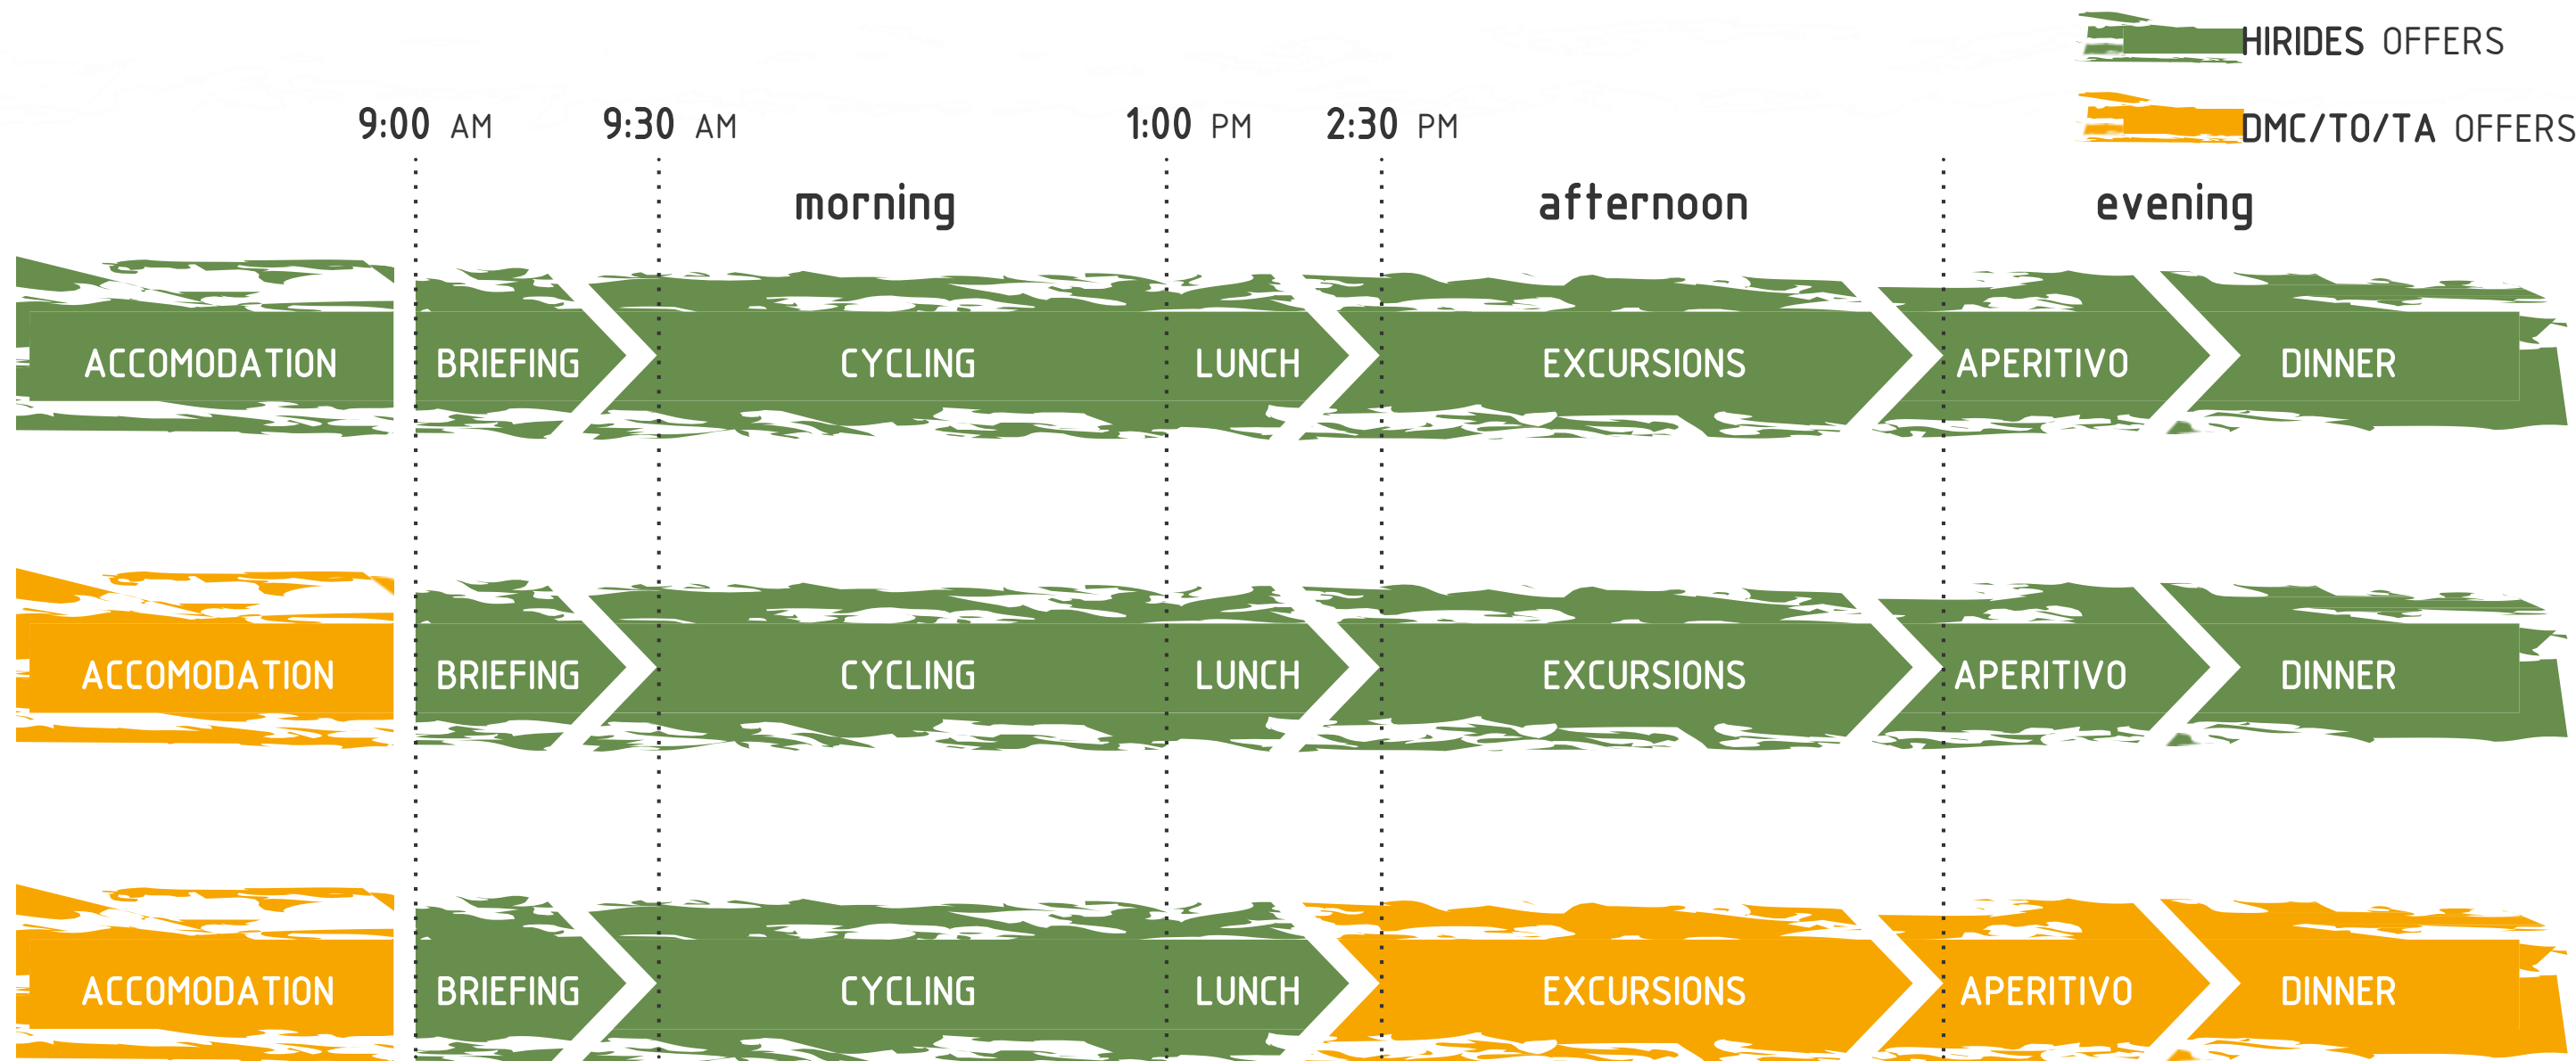 HIRIDES OFFERS
DMC/TO/TA OFFERS
9:00 AM 9:30 AM 1:00 PM 2:30 PM
morning afternoon evening
ACCOMODATION BRIEFING CYCLING LUNCH EXCURSIONS APERITIVO DINNER
ACCOMODATION BRIEFING CYCLING LUNCH EXCURSIONS APERITIVO DINNER
ACCOMODATION BRIEFING CYCLING LUNCH EXCURSIONS APERITIVO DINNER